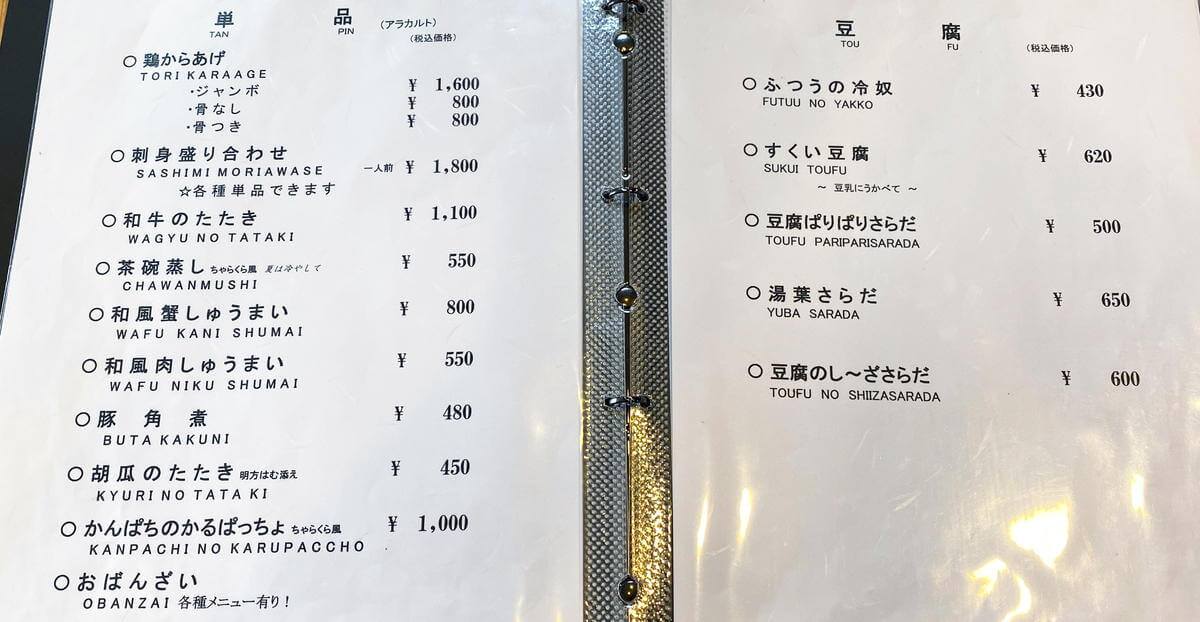 単 品 (アラカルト)
TAN PIN (税込価格)
○ 鶏からあげ
TORI KARAAGE
・ジャンボ ¥ 1,600
・骨なし ¥ 800
・骨つき ¥ 800
○ 刺身盛り合わせ 一人前 ¥ 1,800
SASHIMI MORIAWASE
☆各種単品できます
○ 和牛のたたき ¥ 1,100
WAGYU NO TATAKI
○ 茶碗蒸し ちゃらくら風 夏は冷やして ¥ 550
CHAWANMUSHI
○ 和風蟹しゅうまい ¥ 800
WAFU KANI SHUMAI
○ 和風肉しゅうまい ¥ 550
WAFU NIKU SHUMAI
○ 豚 角 煮 ¥ 480
BUTA KAKUNI
○ 胡瓜のたたき 明方はむ添え ¥ 450
KYURI NO TATA KI
○ かんぱちのかるぱっちょ ちゃらくら風 ¥ 1,000
KANPACHI NO KARUPACCHO
○ おばんざい
OBANZAI 各種メニュー有り！
豆 腐
TOU FU (税込価格)
○ ふつうの冷奴 ¥ 430
FUTUU NO YAKKO
○ すくい豆腐 ¥ 620
SUKUI TOUFU
～ 豆乳にうかべて ～
○ 豆腐ぱりぱりさらだ ¥ 500
TOUFU PARIPARISARADA
○ 湯葉さらだ ¥ 650
YUBA SARADA
○ 豆腐のし～ざさらだ ¥ 600
TOUFU NO SHIIZASARADA